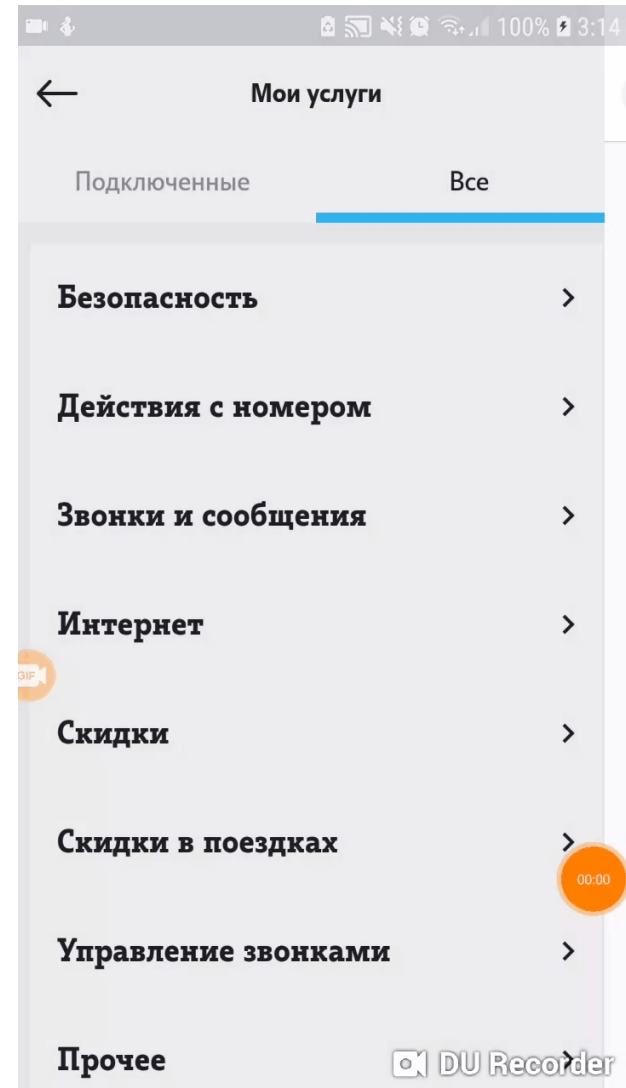 100% 3:14
Мои услуги
Подключенные Все
Безопасность
Действия с номером
Звонки и сообщения
Интернет
GIF
Скидки
Скидки в поездках
00:00
Управление звонками
Прочее
DU Recorder